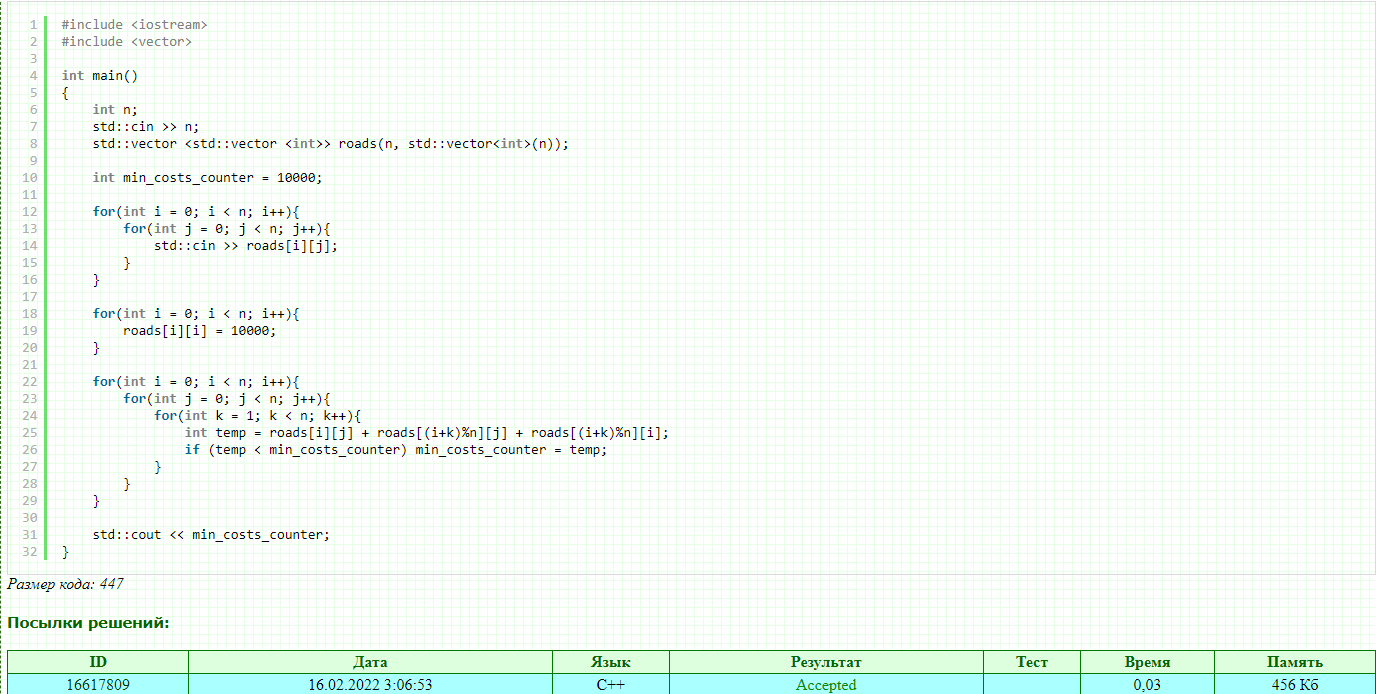 1 #include <iostream>
2 #include <vector>
3
4 int main()
5 {
6     int n;
7     std::cin >> n;
8     std::vector <std::vector <int>> roads(n, std::vector<int>(n));
9
10     int min_costs_counter = 10000;
11
12     for(int i = 0; i < n; i++){
13         for(int j = 0; j < n; j++){
14             std::cin >> roads[i][j];
15         }
16     }
17
18     for(int i = 0; i < n; i++){
19         roads[i][i] = 10000;
20     }
21
22     for(int i = 0; i < n; i++){
23         for(int j = 0; j < n; j++){
24             for(int k = 1; k < n; k++){
25                 int temp = roads[i][j] + roads[(i+k)%n][j] + roads[(i+k)%n][i];
26                 if (temp < min_costs_counter) min_costs_counter = temp;
27             }
28         }
29     }
30
31     std::cout << min_costs_counter;
32 }
Размер кода: 447
Посылки решений:
ID Дата Язык Результат Тест Время Память
16617809 16.02.2022 3:06:53 C++ Accepted 0,03 456 Кб